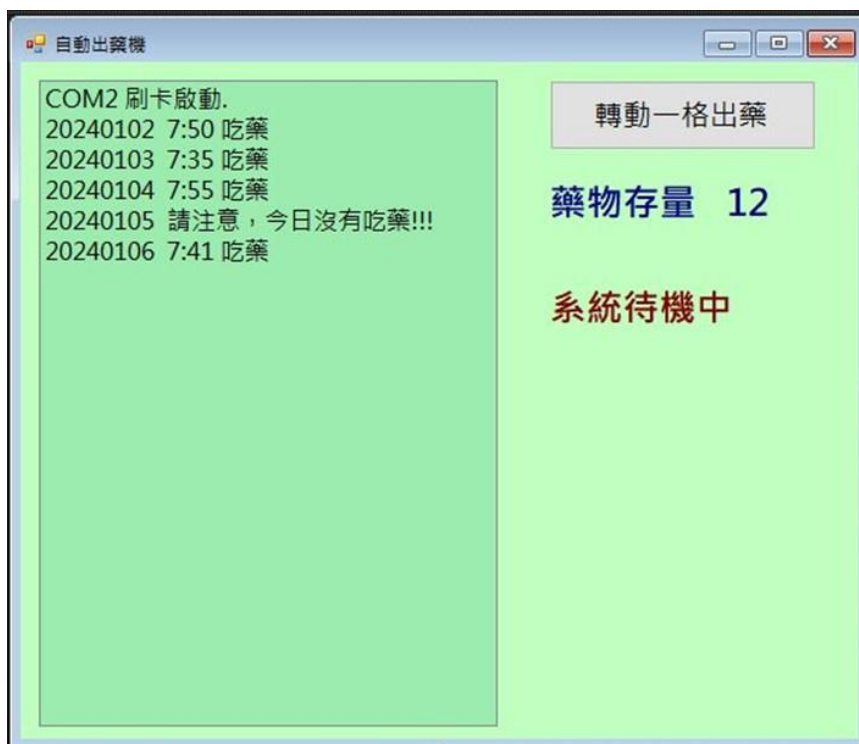 自動出藥機
COM2 刷卡啟動.
20240102 7:50 吃藥
20240103 7:35 吃藥
20240104 7:55 吃藥
20240105 請注意，今日沒有吃藥!!!
20240106 7:41 吃藥
轉動一格出藥
藥物存量 12
系統待機中